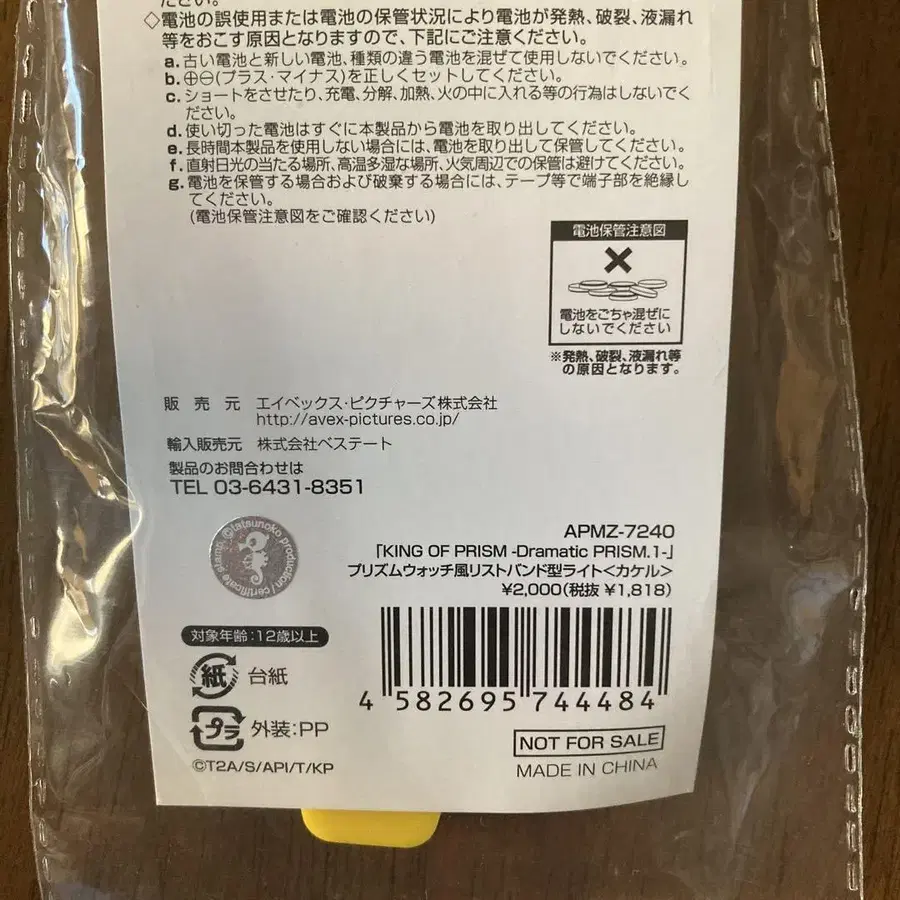 ださい。
◇電池の誤使用または電池の保管状況により電池が発熱、破裂、液漏れ
等をおこす原因となりますので、下記にご注意ください。
a.古い電池と新しい電池、種類の違う電池を混ぜて使用しないでください。
b.⊕⊖(プラス・マイナス)を正しくセットしてください。
c.ショートをさせたり、充電、分解、加熱、火の中に入れる等の行為はしないでく
ださい。
d.使い切った電池はすぐに本製品から電池を取り出してください。
e.長時間本製品を使用しない場合には、電池を取り出して保管してください。
f.直射日光の当たる場所、高温多湿な場所、火気周辺での保管は避けてください。
g.電池を保管する場合および破棄する場合には、テープ等で端子部を絶縁し
てください。
(電池保管注意図をご確認ください)
電池保管注意図
電池をごちゃ混ぜに
しないでください
※発熱、破裂、液漏れ等
の原因となります。
販売元 エイベックス・ピクチャーズ株式会社
http://avex-pictures.co.jp/
輸入販売元 株式会社ベステート
製品のお問合わせは
TEL 03-6431-8351
©tatsunoko production/certificate stamp
APMZ-7240
「KING OF PRISM -Dramatic PRISM.1-」
プリズムウォッチ風リストバンド型ライト<カケル>
¥2,000(税抜 ¥1,818)
対象年齢:12歳以上
紙 台紙
プラ 外装:PP
©T2A/S/API/T/KP
4 582695 744484
NOT FOR SALE
MADE IN CHINA